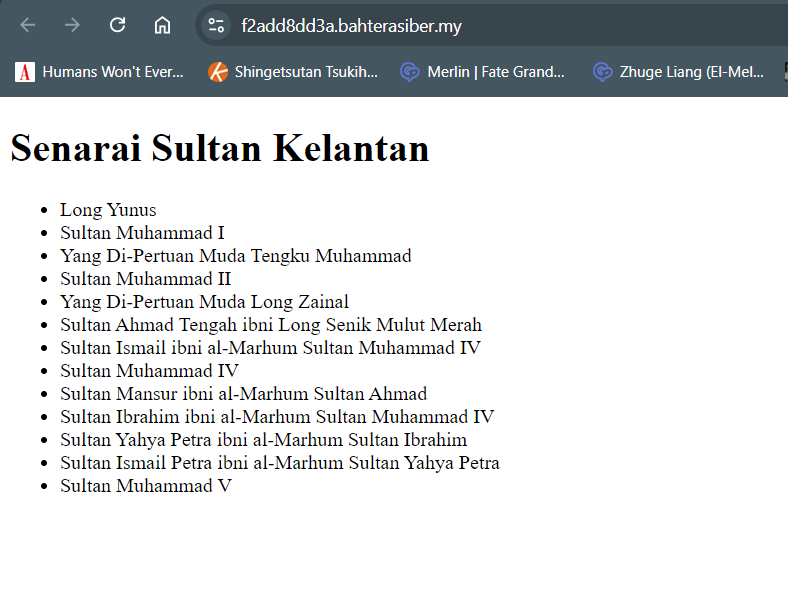 f2add8dd3a.bahterasiber.my
Humans Won't Ever...
Shingetsutan Tsukih...
Merlin | Fate Grand...
Zhuge Liang (El-Mel...
Senarai Sultan Kelantan
Long Yunus
Sultan Muhammad I
Yang Di-Pertuan Muda Tengku Muhammad
Sultan Muhammad II
Yang Di-Pertuan Muda Long Zainal
Sultan Ahmad Tengah ibni Long Senik Mulut Merah
Sultan Ismail ibni al-Marhum Sultan Muhammad IV
Sultan Muhammad IV
Sultan Mansur ibni al-Marhum Sultan Ahmad
Sultan Ibrahim ibni al-Marhum Sultan Muhammad IV
Sultan Yahya Petra ibni al-Marhum Sultan Ibrahim
Sultan Ismail Petra ibni al-Marhum Sultan Yahya Petra
Sultan Muhammad V